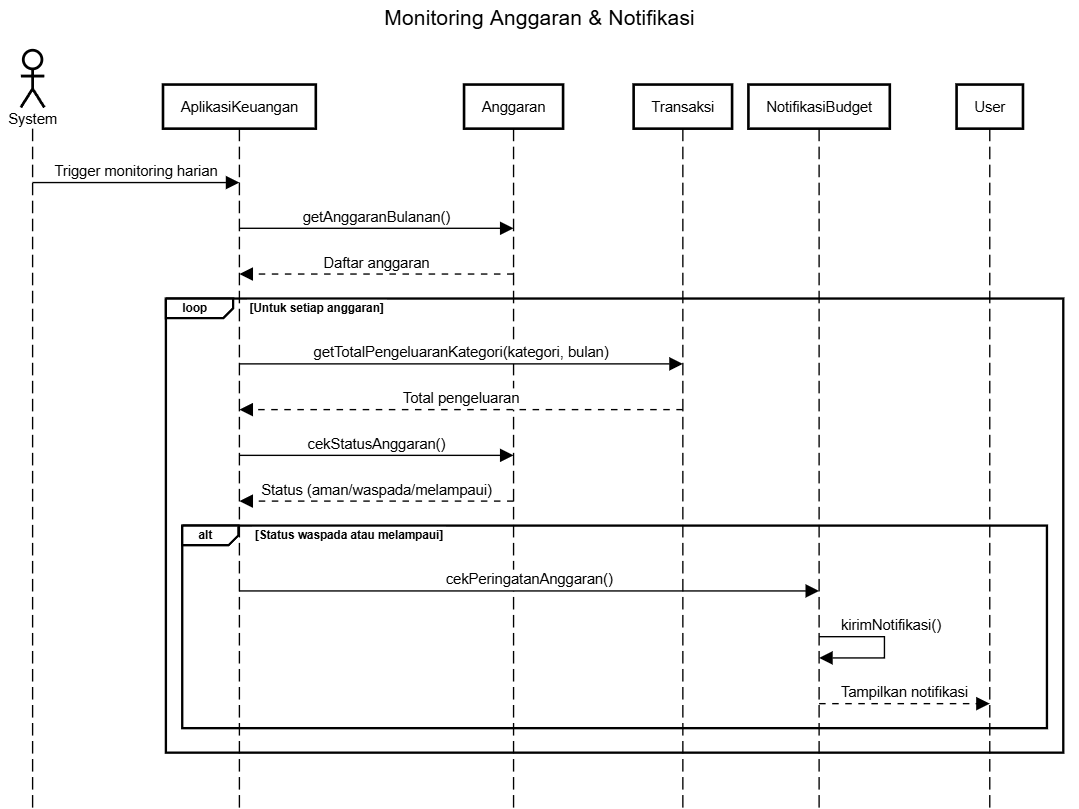 Monitoring Anggaran & Notifikasi
System
AplikasiKeuangan
Anggaran
Transaksi
NotifikasiBudget
User
Trigger monitoring harian
getAnggaranBulanan()
Daftar anggaran
loop
[Untuk setiap anggaran]
getTotalPengeluaranKategori(kategori, bulan)
Total pengeluaran
cekStatusAnggaran()
Status (aman/waspada/melampaui)
alt
[Status waspada atau melampaui]
cekPeringatanAnggaran()
kirimNotifikasi()
Tampilkan notifikasi